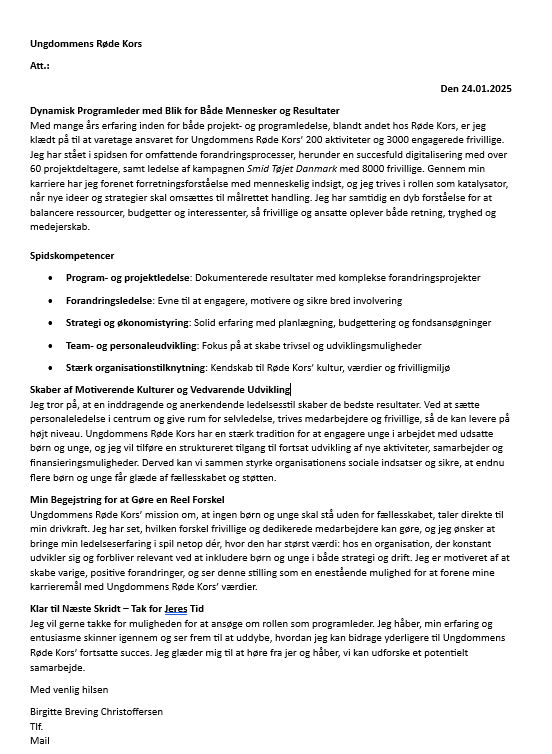 Ungdommens Røde Kors
Att.:
Den 24.01.2025
Dynamisk Programleder med Blik for Både Mennesker og Resultater
Med mange års erfaring inden for både projekt- og programledelse, blandt andet hos Røde Kors, er jeg
klædt på til at varetage ansvaret for Ungdommens Røde Kors’ 200 aktiviteter og 3000 engagerede frivillige.
Jeg har stået i spidsen for omfattende forandringsprocesser, herunder en succesfuld digitalisering med over
60 projektdeltagere, samt ledelse af kampagnen Smid Tøjet Danmark med 8000 frivillige. Gennem min
karriere har jeg forenet forretningsforståelse med menneskelig indsigt, og jeg trives i rollen som katalysator,
når nye ideer og strategier skal omsættes til målrettet handling. Jeg har samtidig en dyb forståelse for at
balancere ressourcer, budgetter og interessenter, så frivillige og ansatte oplever både retning, tryghed og
medejerskab.
Spidskompetencer
• Program- og projektledelse: Dokumenterede resultater med komplekse forandringsprojekter
• Forandringsledelse: Evne til at engagere, motivere og sikre bred involvering
• Strategi og økonomistyring: Solid erfaring med planlægning, budgettering og fondsansøgninger
• Team- og personaleudvikling: Fokus på at skabe trivsel og udviklingsmuligheder
• Stærk organisationstilknytning: Kendskab til Røde Kors’ kultur, værdier og frivilligmiljø
Skaber af Motiverende Kulturer og Vedvarende Udvikling
Jeg tror på, at en inddragende og anerkendende ledelsesstil skaber de bedste resultater. Ved at sætte
personaleledelse i centrum og give rum for selvledelse, trives medarbejdere og frivillige, så de kan levere på
højt niveau. Ungdommens Røde Kors har en stærk tradition for at engagere unge i arbejdet med udsatte
børn og unge, og jeg vil tilføre en struktureret tilgang til fortsat udvikling af nye aktiviteter, samarbejder og
finansieringsmuligheder. Derved kan vi sammen styrke organisationens sociale indsatser og sikre, at endnu
flere børn og unge får glæde af fællesskabet og støtten.
Min Begejstring for at Gøre en Reel Forskel
Ungdommens Røde Kors’ mission om, at ingen børn og unge skal stå uden for fællesskabet, taler direkte til
min drivkraft. Jeg har set, hvilken forskel frivillige og dedikerede medarbejdere kan gøre, og jeg ønsker at
bringe min ledelseserfaring i spil netop dér, hvor den har størst værdi: hos en organisation, der konstant
udvikler sig og forbliver relevant ved at inkludere børn og unge i både strategi og drift. Jeg er motiveret af at
skabe varige, positive forandringer, og ser denne stilling som en enestående mulighed for at forene mine
karrieremål med Ungdommens Røde Kors’ værdier.
Klar til Næste Skridt – Tak for Jeres Tid
Jeg vil gerne takke for muligheden for at ansøge om rollen som programleder. Jeg håber, min erfaring og
entusiasme skinner igennem og ser frem til at uddybe, hvordan jeg kan bidrage yderligere til Ungdommens
Røde Kors’ fortsatte succes. Jeg glæder mig til at høre fra jer og håber, vi kan udforske et potentielt
samarbejde.
Med venlig hilsen
Birgitte Breving Christoffersen
Tlf.
Mail